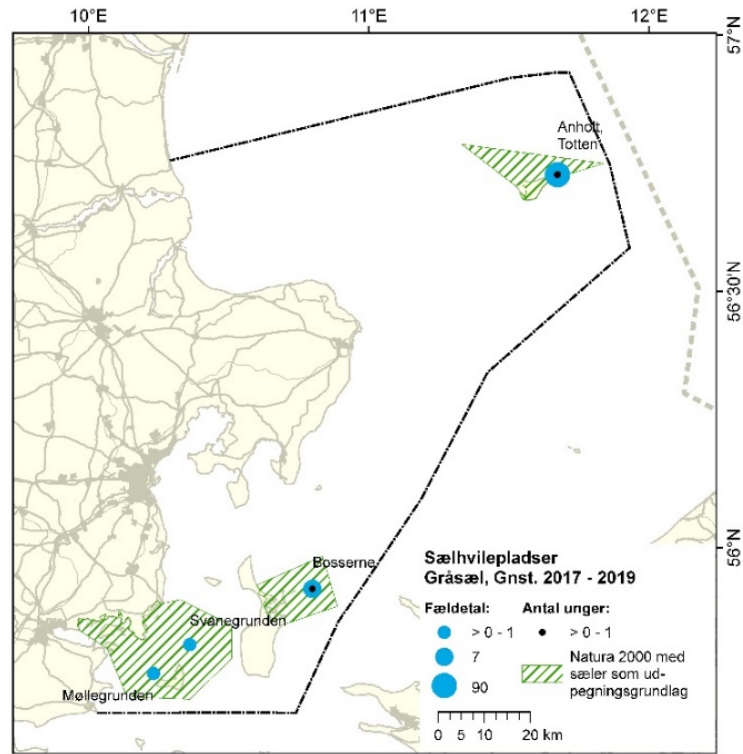 10°E
11°E
12°E
57°N
Anholt,
Totten
56°30'N
56°N
Bosserne
Svanegrunden
Møllegrunden
Sælhvilepladser
Gråsæl, Gnst. 2017 - 2019
Fældetal:
Antal unger:
> 0 - 1
> 0 - 1
7
90
Natura 2000 med
sæler som ud-
pegningsgrundlag
0 5 10 20 km